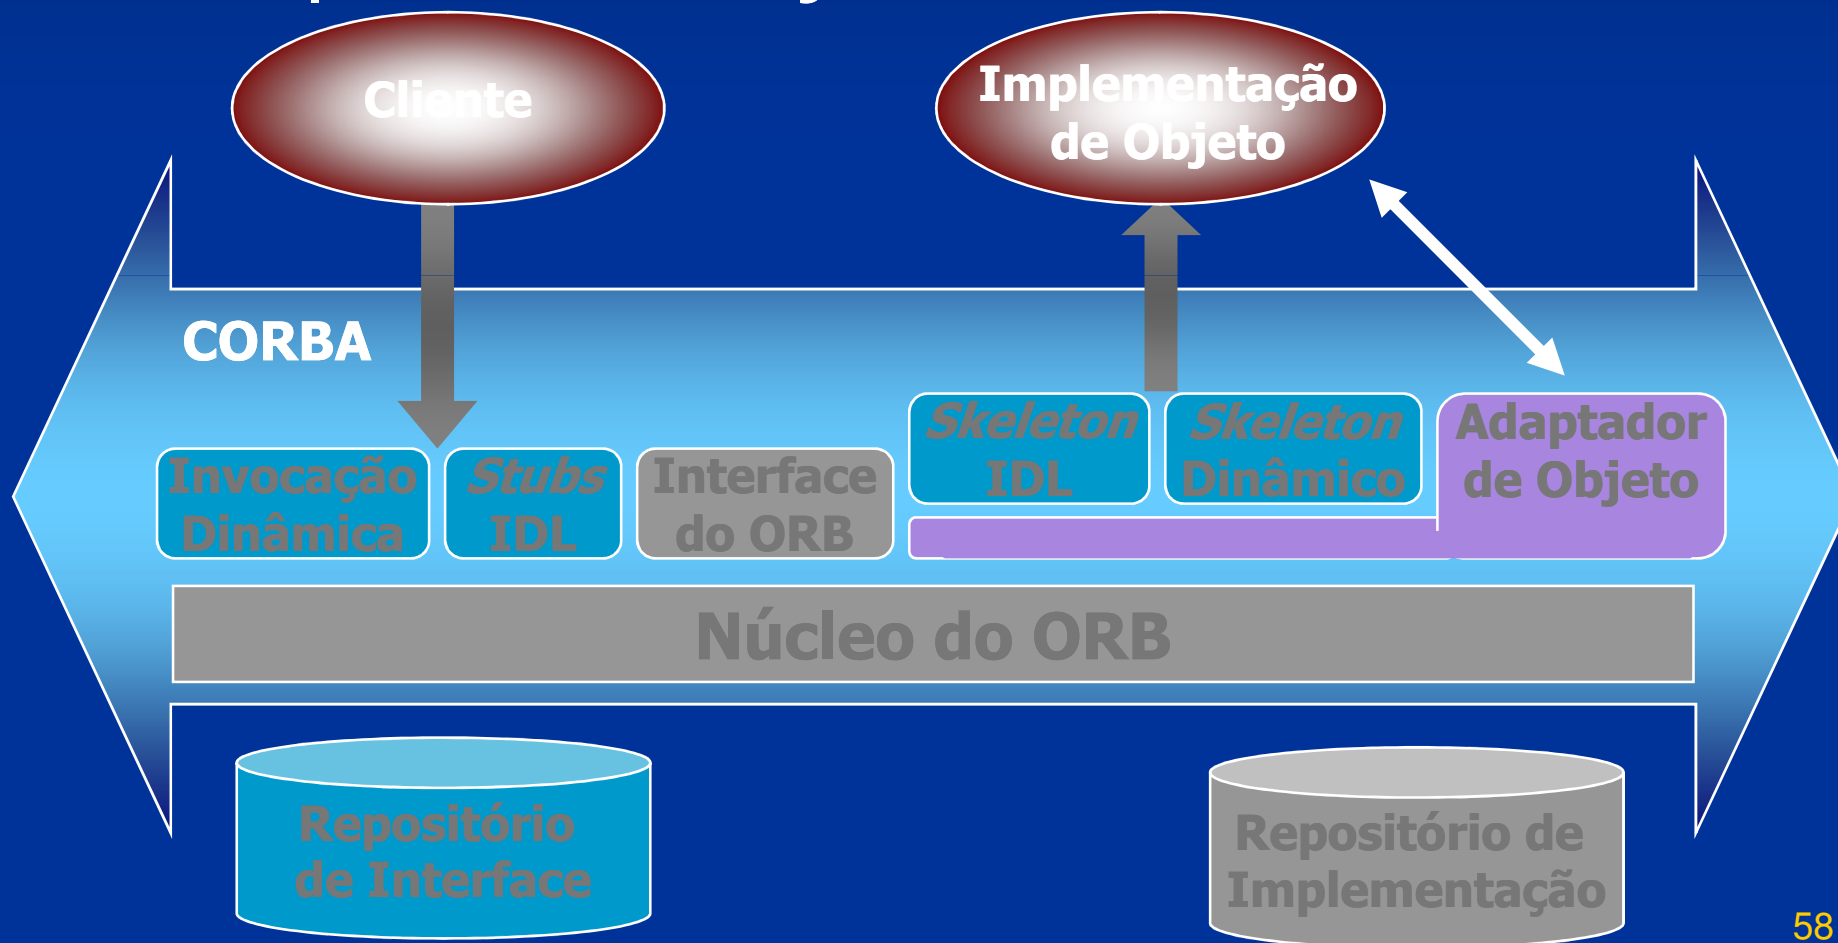 Cliente
Implementação
de Objeto
CORBA
Invocação
Dinâmica
Stubs
IDL
Interface
do ORB
Skeleton
IDL
Skeleton
Dinâmico
Adaptador
de Objeto
Núcleo do ORB
Repositório
de Interface
Repositório de
Implementação
58